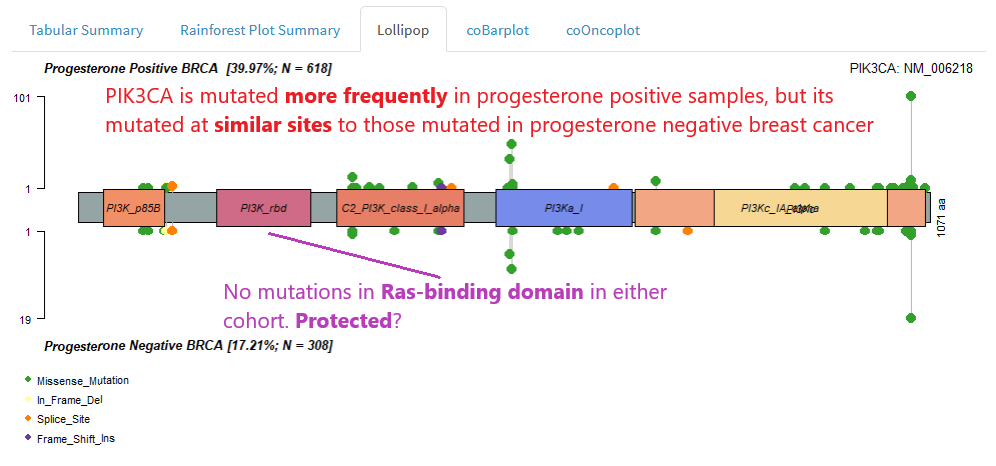 Tabular Summary
Rainforest Plot Summary
Lollipop
coBarplot
coOncoplot
Progesterone Positive BRCA [39.97%; N = 618]
PIK3CA: NM_006218
101
PIK3CA is mutated more frequently in progesterone positive samples, but its
mutated at similar sites to those mutated in progesterone negative breast cancer
1
PI3K_p85B
PI3K_rbd
C2_PI3K_class_I_alpha
PI3Ka_I
PI3Kc_IA_alpha
1071 aa
1
No mutations in Ras-binding domain in either
cohort. Protected?
19
Progesterone Negative BRCA [17.21%; N = 308]
Missense_Mutation
In_Frame_Del
Splice_Site
Frame_Shift_Ins